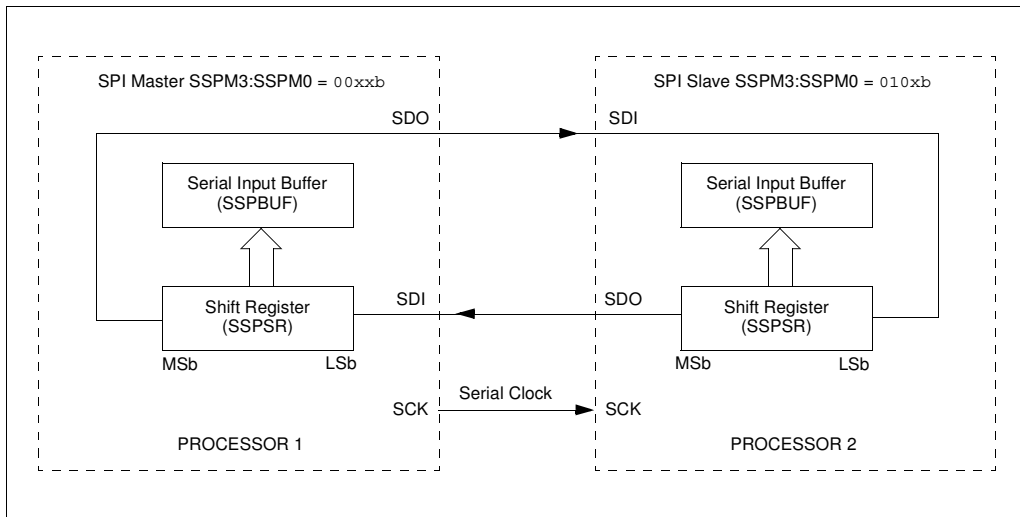 SPI Master SSPM3:SSPM0 = 00xxb
SDO
Serial Input Buffer
(SSPBUF)
Shift Register
(SSPSR)
MSb
LSb
SDI
SCK
PROCESSOR 1
Serial Clock
SPI Slave SSPM3:SSPM0 = 010xb
SDI
Serial Input Buffer
(SSPBUF)
SDO
Shift Register
(SSPSR)
MSb
LSb
SCK
PROCESSOR 2